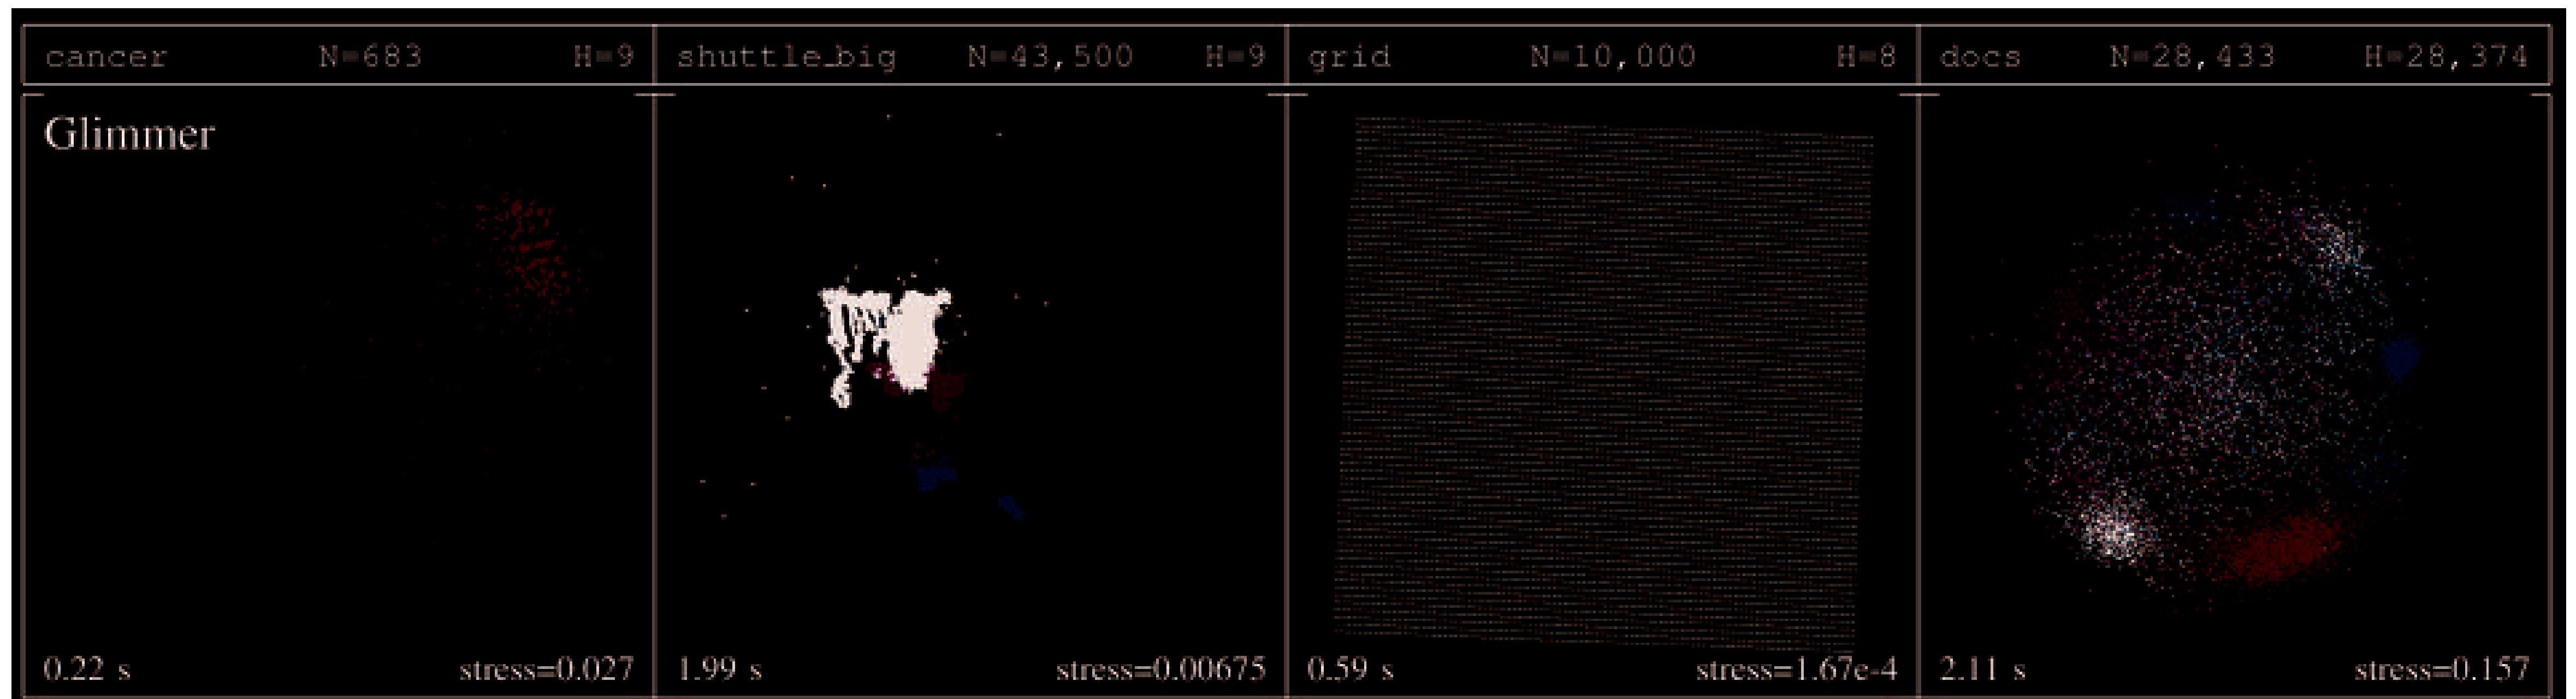 cancer N=683 H=9 shuttle_big N=43,500 H=9 grid N=10,000 H=8 docs N=28,433 H=28,374
Glimmer
0.22 s stress=0.027 1.99 s stress=0.00675 0.59 s stress=1.67e-4 2.11 s stress=0.157